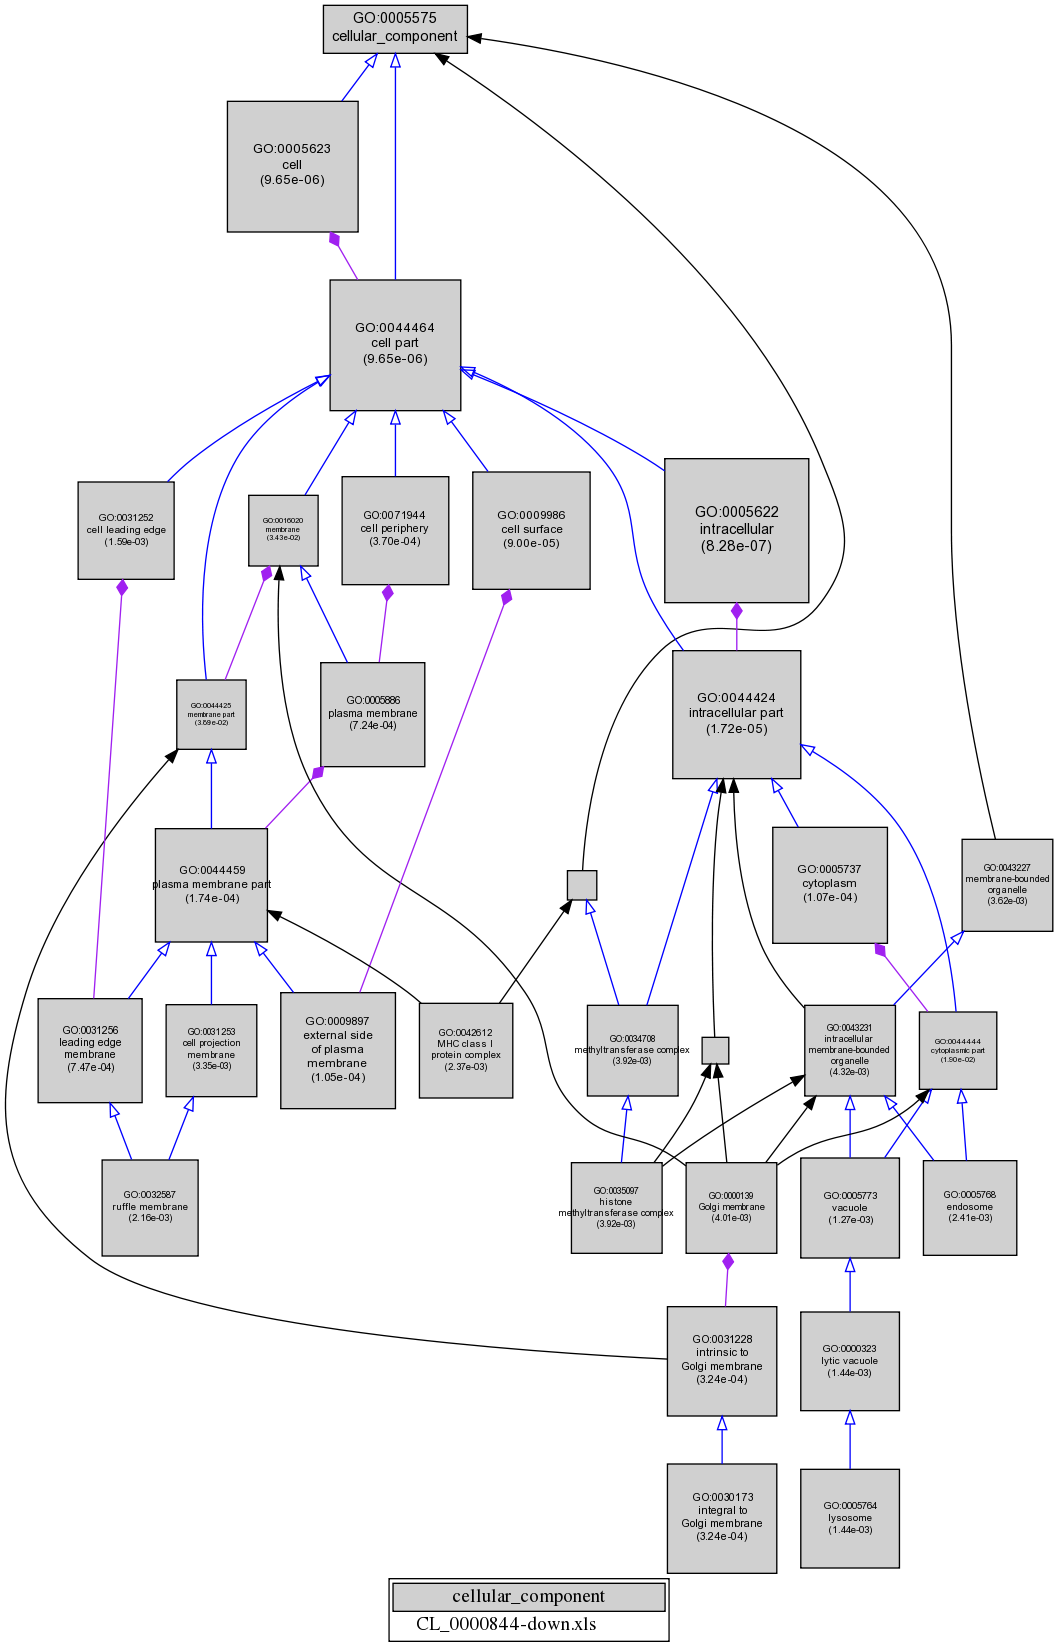 GO:0005575
cellular_component
GO:0005623
cell
(9.65e-06)
GO:0044464
cell part
(9.65e-06)
GO:0031252
cell leading edge
(1.59e-03)
GO:0016020
membrane
(3.43e-02)
GO:0071944
cell periphery
(3.70e-04)
GO:0009986
cell surface
(9.00e-05)
GO:0005622
intracellular
(8.28e-07)
GO:0044425
membrane part
(3.69e-02)
GO:0005886
plasma membrane
(7.24e-04)
GO:0044424
intracellular part
(1.72e-05)
GO:0044459
plasma membrane part
(1.74e-04)
GO:0005737
cytoplasm
(1.07e-04)
GO:0043227
membrane-bounded
organelle
(3.62e-03)
GO:0031256
leading edge
membrane
(7.47e-04)
GO:0031253
cell projection
membrane
(3.35e-03)
GO:0009897
external side
of plasma
membrane
(1.05e-04)
GO:0042612
MHC class I
protein complex
(2.37e-03)
GO:0034708
methyltransferase complex
(3.92e-03)
GO:0043231
intracellular
membrane-bounded
organelle
(4.32e-03)
GO:0044444
cytoplasmic part
(1.90e-02)
GO:0032587
ruffle membrane
(2.16e-03)
GO:0035097
histone
methyltransferase complex
(3.92e-03)
GO:0000139
Golgi membrane
(4.01e-03)
GO:0005773
vacuole
(1.27e-03)
GO:0005768
endosome
(2.41e-03)
GO:0031228
intrinsic to
Golgi membrane
(3.24e-04)
GO:0000323
lytic vacuole
(1.44e-03)
GO:0030173
integral to
Golgi membrane
(3.24e-04)
GO:0005764
lysosome
(1.44e-03)
cellular_component
CL_0000844-down.xls